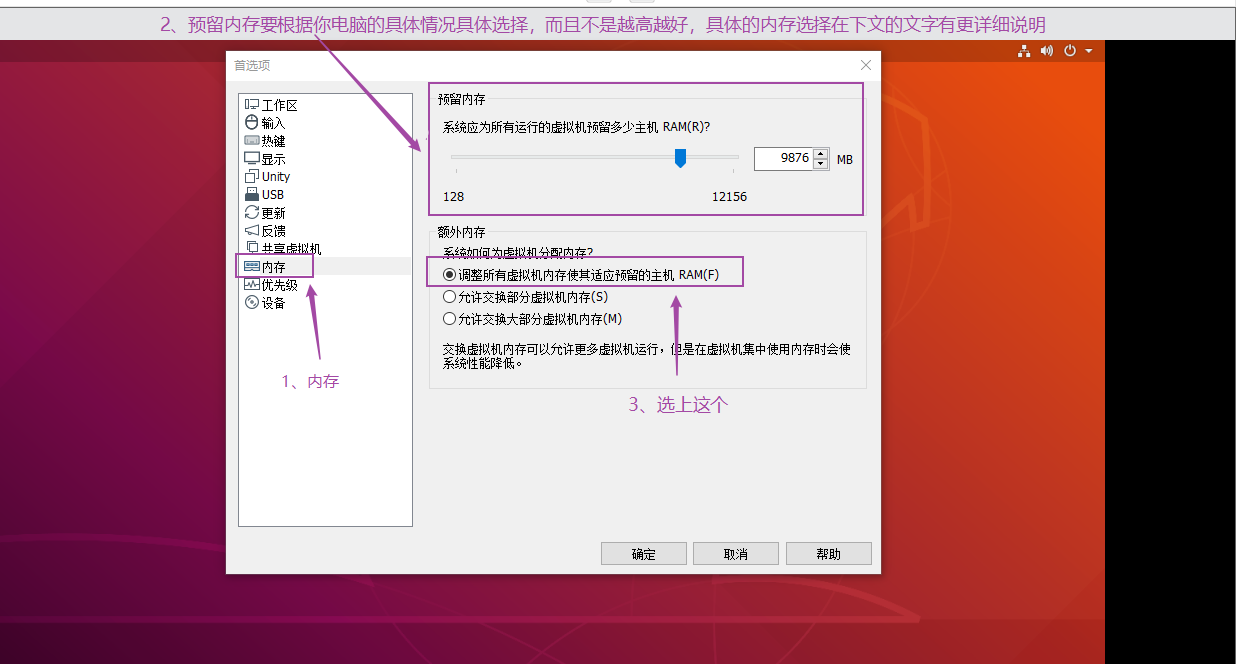 2、预留内存要根据你电脑的具体情况具体选择，而且不是越高越好，具体的内存选择在下文的文字有更详细说明
首选项
工作区
输入
热键
显示
Unity
USB
更新
反馈
共享虚拟机
内存
优先级
设备
1、内存
预留内存
系统应为所有运行的虚拟机预留多少主机 RAM(R)?
9876 MB
128 12156
额外内存
系统如何为虚拟机分配内存?
调整所有虚拟机内存使其适应预留的主机 RAM(F)
允许交换部分虚拟机内存(S)
允许交换大部分虚拟机内存(M)
交换虚拟机内存可以允许更多虚拟机运行，但是在虚拟机集中使用内存时会使
系统性能降低。
3、选上这个
确定 取消 帮助